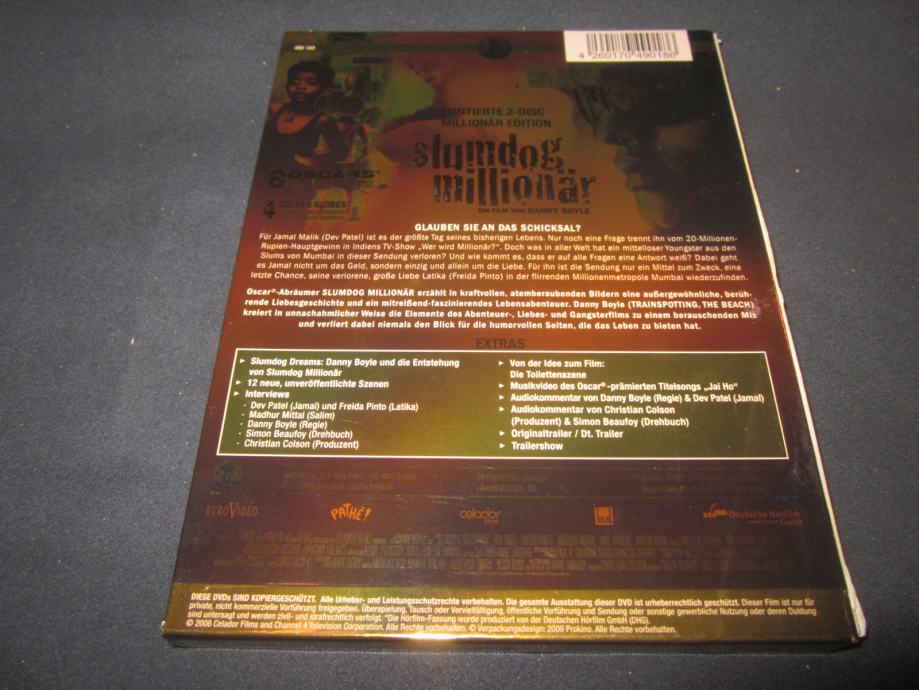 490 183
4 260170 490186
LIMITIERTE 2-DISC
MILLIONÄR EDITION
slumdog
millionär
EIN FILM VON DANNY BOYLE
8 OSCARS
4 GOLDEN GLOBES
GLAUBEN SIE AN DAS SCHICKSAL?
Für Jamal Malik (Dev Patel) ist es der größte Tag seines bisherigen Lebens. Nur noch eine Frage trennt ihn vom 20-Millionen-
Rupien-Hauptgewinn in Indiens TV-Show „Wer wird Millionär?“. Doch was in aller Welt hat ein mittelloser Youngster aus den
Slums von Mumbai in dieser Sendung verloren? Und wie kommt es, dass er auf alle Fragen eine Antwort weiß? Dabei geht
es Jamal nicht um das Geld, sondern einzig und allein um die Liebe. Für ihn ist die Sendung nur ein Mittel zum Zweck, eine
letzte Chance, seine verlorene, große Liebe Latika (Freida Pinto) in der flirrenden Millionenmetropole Mumbai wiederzufinden.
Oscar®-Abräumer SLUMDOG MILLIONÄR erzählt in kraftvollen, atemberaubenden Bildern eine außergewöhnliche, berüh-
rende Liebesgeschichte und ein mitreißend-faszinierendes Lebensabenteuer. Danny Boyle (TRAINSPOTTING, THE BEACH)
kreiert in unnachahmlicher Weise die Elemente des Abenteuer-, Liebes- und Gangsterfilms zu einem berauschenden Mix
und verliert dabei niemals den Blick für die humorvollen Seiten, die das Leben zu bieten hat.
EXTRAS
► Slumdog Dreams: Danny Boyle und die Entstehung
von Slumdog Millionär
► 12 neue, unveröffentlichte Szenen
► Interviews
· Dev Patel (Jamal) und Freida Pinto (Latika)
· Madhur Mittal (Salim)
· Danny Boyle (Regie)
· Simon Beaufoy (Drehbuch)
· Christian Colson (Produzent)
► Von der Idee zum Film:
Die Toilettenszene
► Musikvideo des Oscar®-prämierten Titelsongs „Jai Ho“
► Audiokommentar von Danny Boyle (Regie) & Dev Patel (Jamal)
► Audiokommentar von Christian Colson
(Produzent) & Simon Beaufoy (Drehbuch)
► Originaltrailer / Dt. Trailer
► Trailershow
EUROVIDEO
PATHÉ!
celador
films
Deutsche Hörfilm
GmbH
DIESE DVDs SIND KOPIERGESCHÜTZT. Alle Urheber- und Leistungsschutzrechte vorbehalten. Die gesamte Ausstattung dieser DVD ist urheberrechtlich geschützt. Dieser Film ist nur für
private, nicht kommerzielle Vorführung freigegeben. Überspielung, Tausch oder Vervielfältigung, öffentliche Vorführung und Sendung oder sonstige gewerbliche Nutzung oder deren Duldung
sind untersagt und werden zivil- und strafrechtlich verfolgt. *Die Hörfilm-Fassung wurde produziert von der Deutschen Hörfilm GmbH (DHG).
© 2008 Celador Films and Channel 4 Television Corporation. Alle Rechte vorbehalten. © Verpackungsdesign: 2009 Prokino. Alle Rechte vorbehalten.